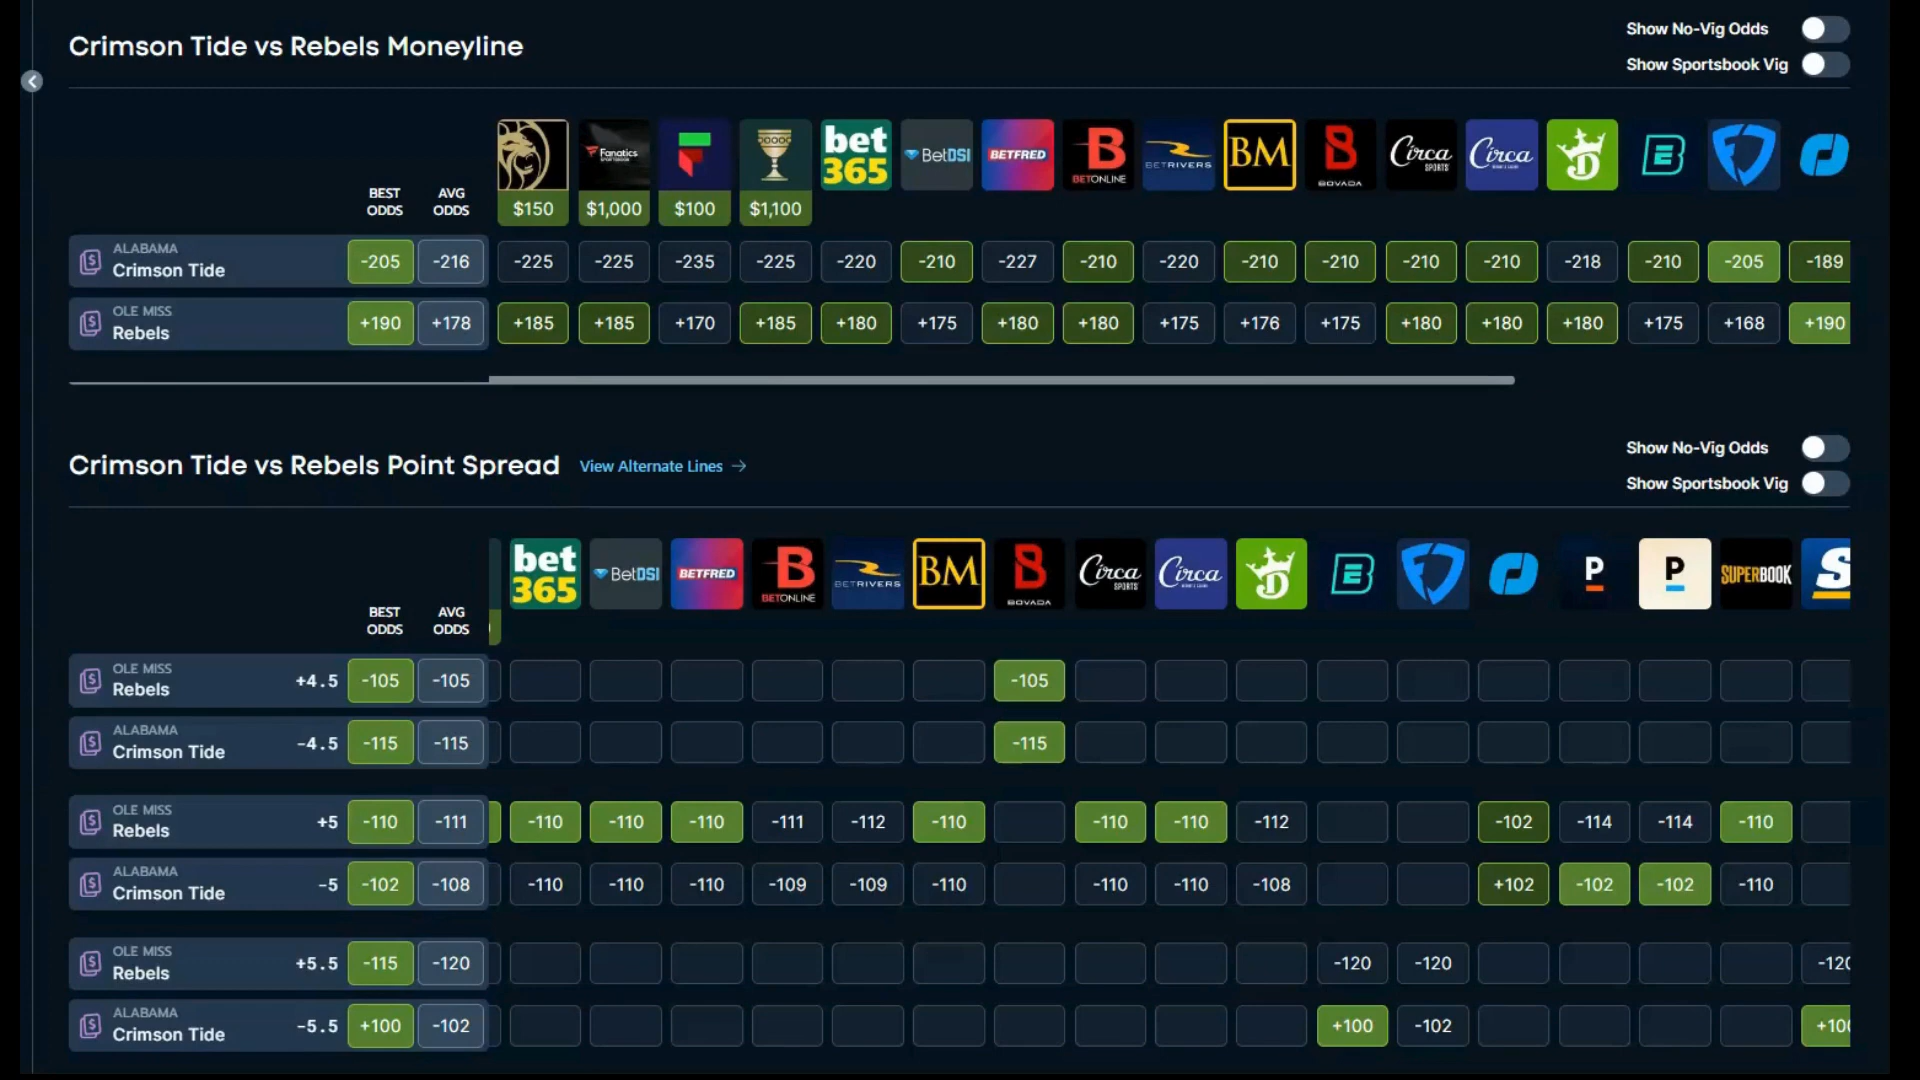 Crimson Tide vs Rebels Moneyline
Show No-Vig Odds
Show Sportsbook Vig
BEST ODDS AVG ODDS
Fanatics SPORTSBOOK bet365 BetDSI BETFRED BETONLINE BETRIVERS BM BOVADA Circa SPORTS Circa
$150 $1,000 $100 $1,100
ALABAMA
Crimson Tide -205 -216 -225 -225 -235 -225 -220 -210 -227 -210 -220 -210 -210 -210 -210 -218 -210 -205 -189
OLE MISS
Rebels +190 +178 +185 +185 +170 +185 +180 +175 +180 +180 +175 +176 +175 +180 +180 +180 +175 +168 +190
Crimson Tide vs Rebels Point Spread View Alternate Lines →
Show No-Vig Odds
Show Sportsbook Vig
BEST ODDS AVG ODDS
bet365 BetDSI BETFRED BETONLINE BETRIVERS BM BOVADA Circa SPORTS Circa P P SUPERBOOK S
OLE MISS
Rebels +4.5 -105 -105 -105
ALABAMA
Crimson Tide -4.5 -115 -115 -115
OLE MISS
Rebels +5 -110 -111 -110 -110 -110 -111 -112 -110 -110 -110 -112 -102 -114 -114 -110
ALABAMA
Crimson Tide -5 -102 -108 -110 -110 -110 -109 -109 -110 -110 -110 -108 +102 -102 -102 -110
OLE MISS
Rebels +5.5 -115 -120 -120 -120 -120
ALABAMA
Crimson Tide -5.5 +100 -102 +100 -102 +100